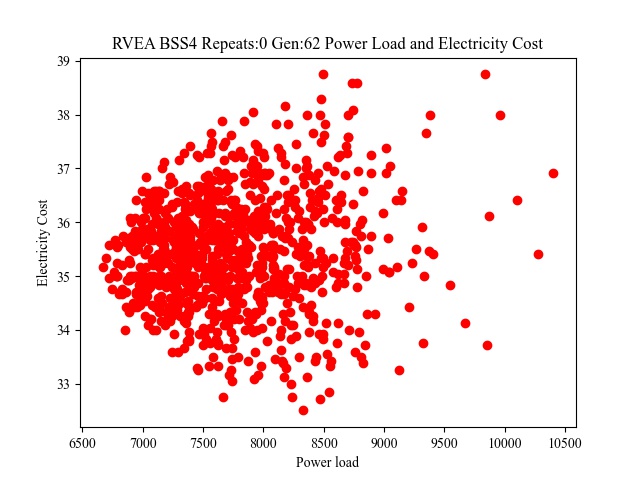 RVEA BSS4 Repeats:0 Gen:62 Power Load and Electricity Cost
39
38
37
36
35
34
33
Electricity Cost
6500 7000 7500 8000 8500 9000 9500 10000 10500
Power load